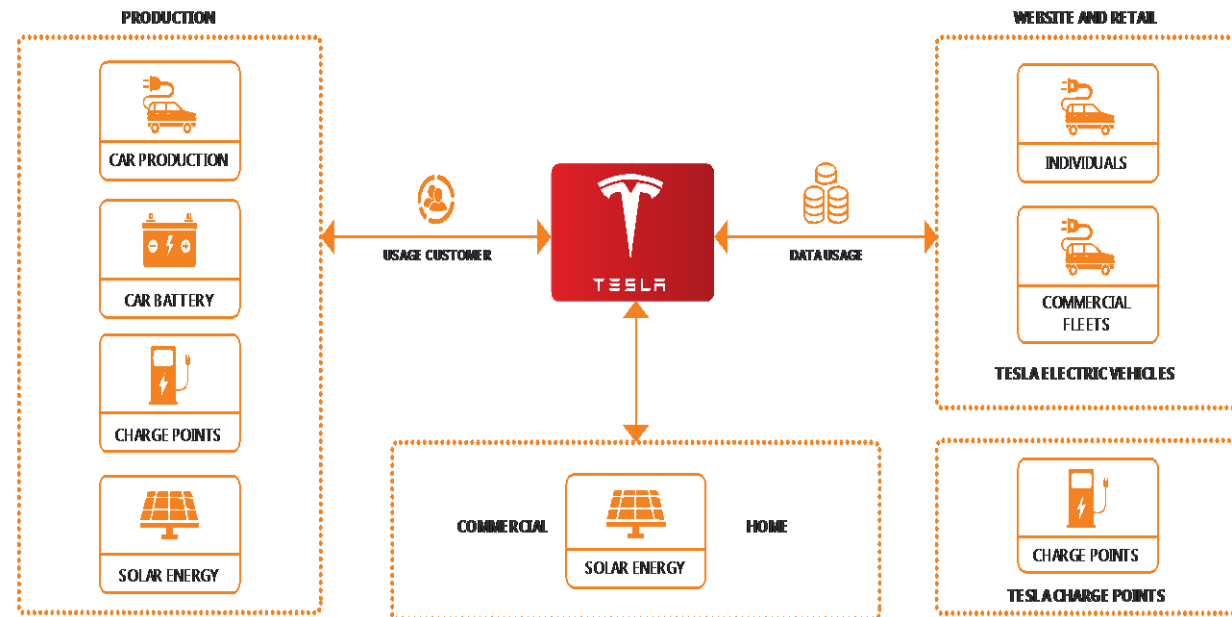 PRODUCTION
CAR PRODUCTION
CAR BATTERY
CHARGE POINTS
SOLAR ENERGY
USAGE CUSTOMER
TESLA
DATA USAGE
COMMERCIAL
SOLAR ENERGY
HOME
WEBSITE AND RETAIL
INDIVIDUALS
COMMERCIAL
FLEETS
TESLA ELECTRIC VEHICLES
CHARGE POINTS
TESLA CHARGE POINTS